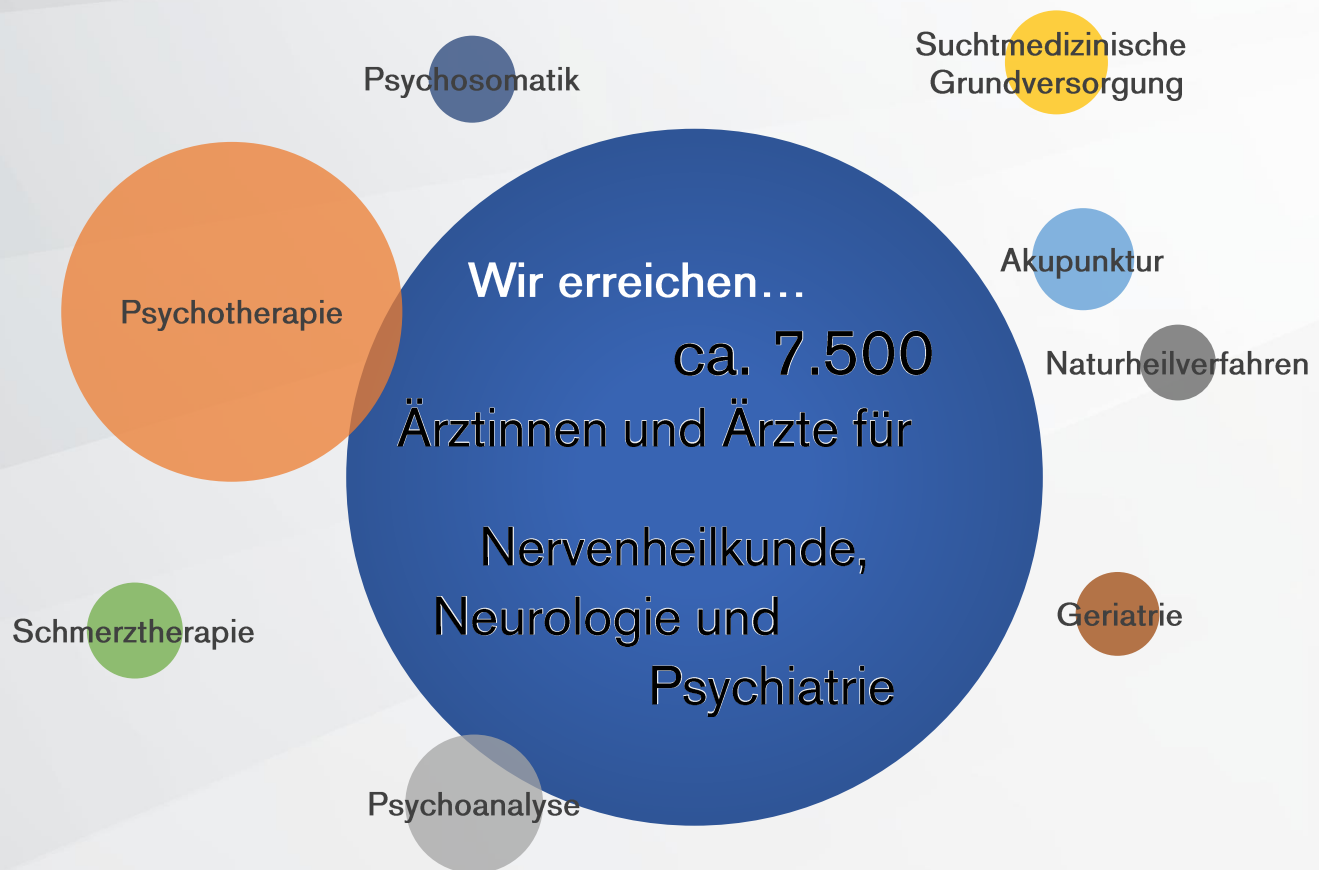 Suchtmedizinische
Grundversorgung
Psychosomatik
Akupunktur
Wir erreichen…
Psychotherapie
ca. 7.500
Naturheilverfahren
Ärztinnen und Ärzte für
Nervenheilkunde,
Neurologie und
Geriatrie
Schmerztherapie
Psychiatrie
Psychoanalyse